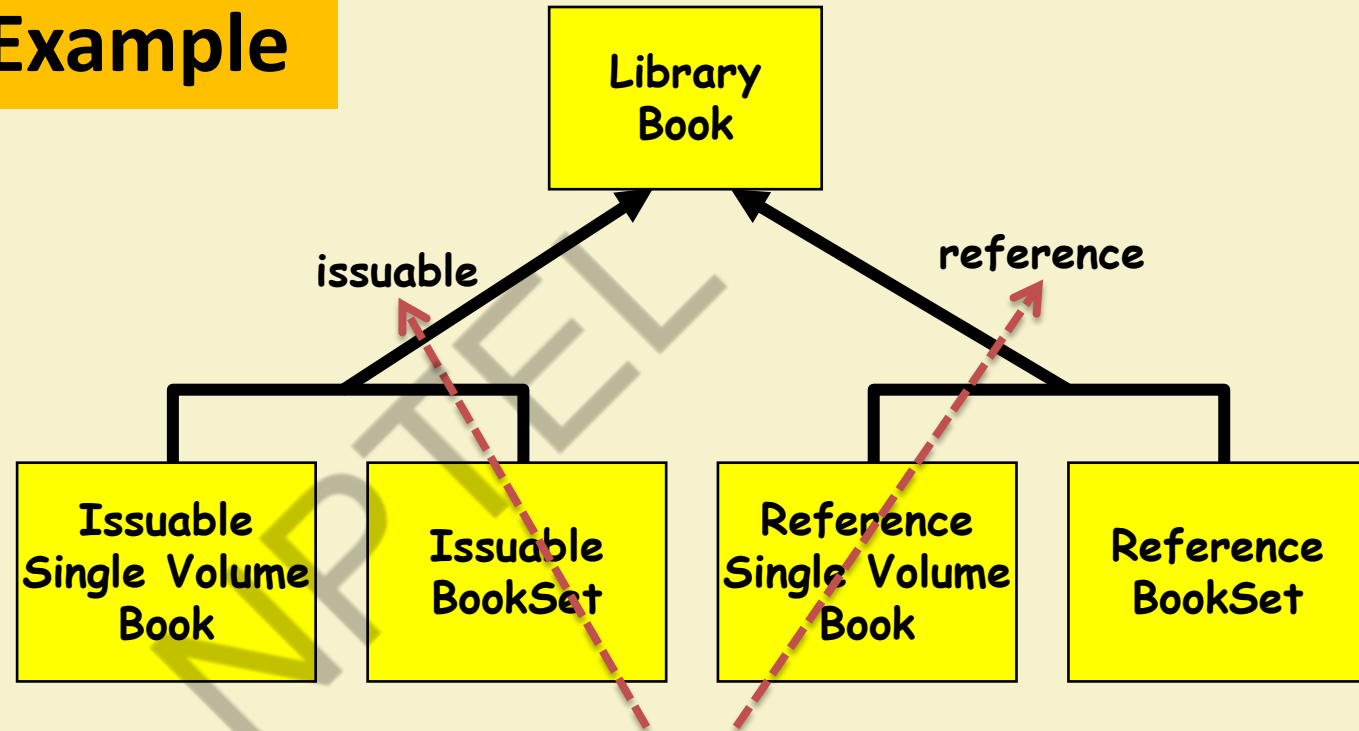 Example
Library
Book
issuable
reference
Issuable
Single Volume
Book
Issuable
BookSet
Reference
Single Volume
Book
Reference
BookSet
NPTEL